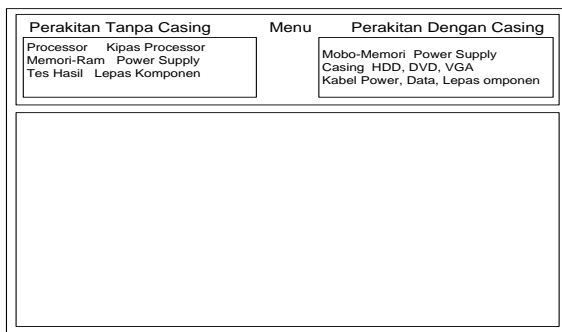 Perakitan Tanpa Casing Menu Perakitan Dengan Casing
Processor Kipas Processor
Memori-Ram Power Supply
Tes Hasil Lepas Komponen
Mobo-Memori Power Supply
Casing HDD, DVD, VGA
Kabel Power, Data, Lepas omponen